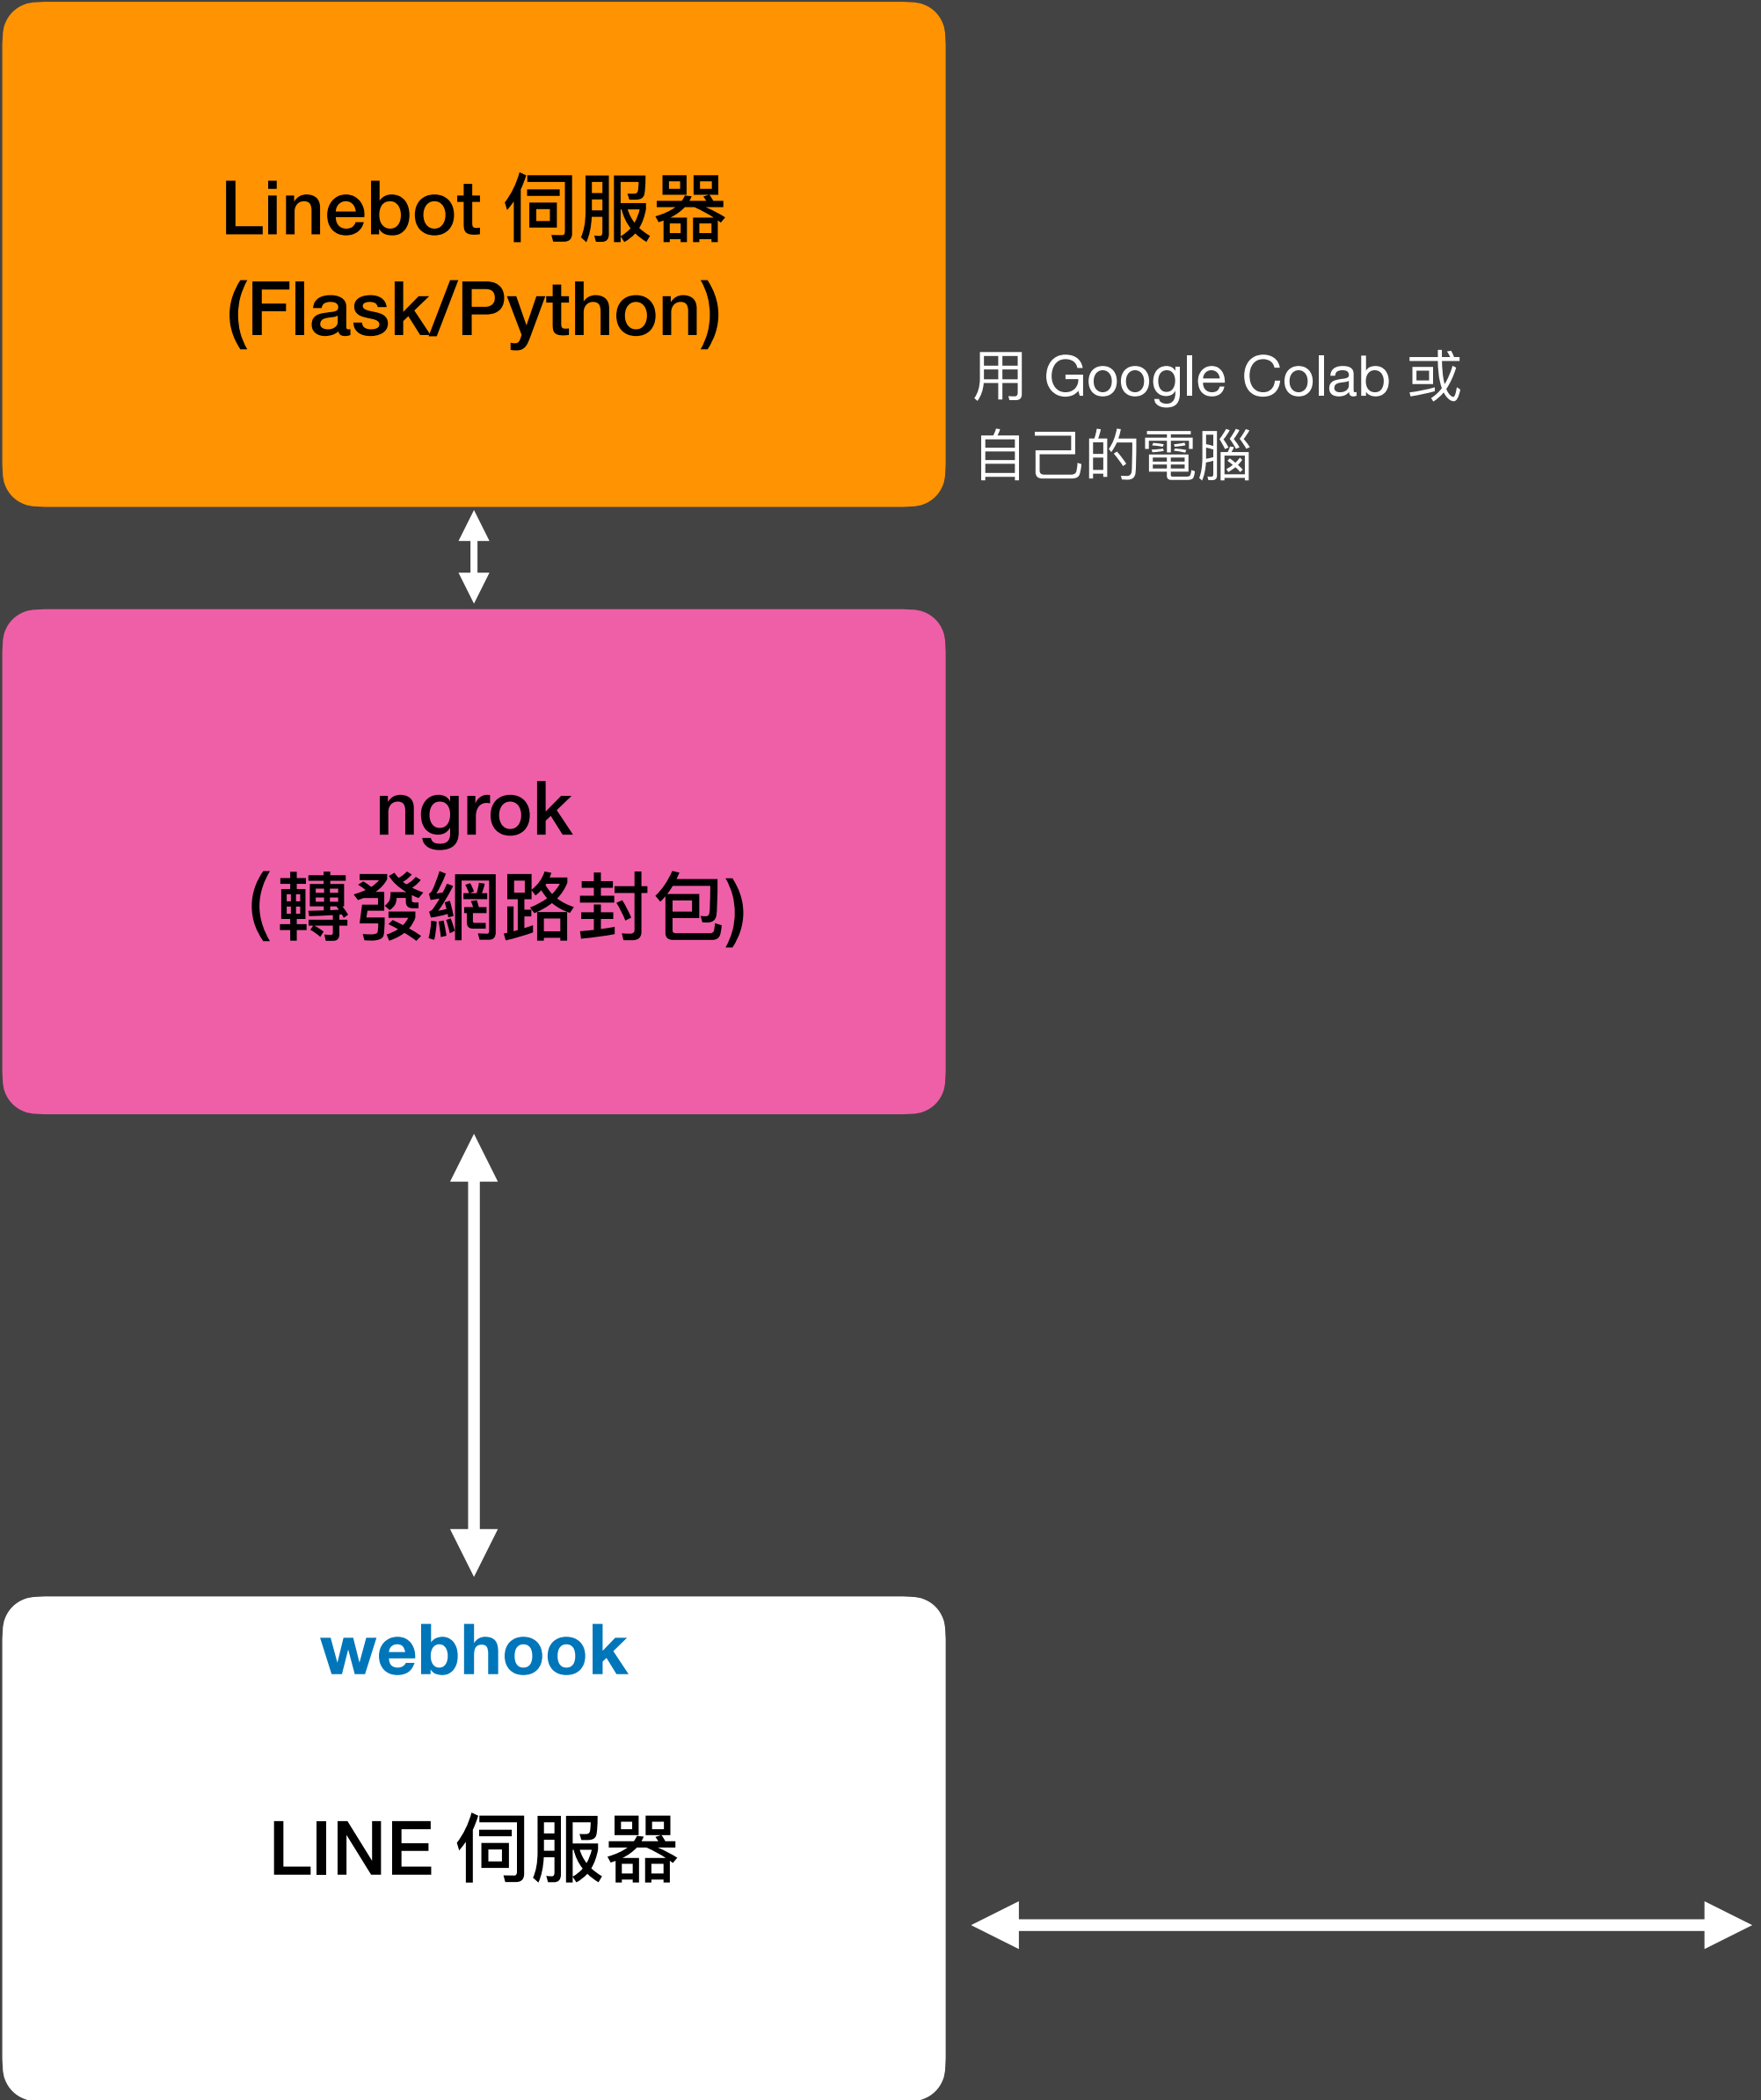 Linebot 伺服器
(Flask/Python)
用 Google Colab 或
自己的電腦
ngrok
(轉發網路封包)
webhook
LINE 伺服器